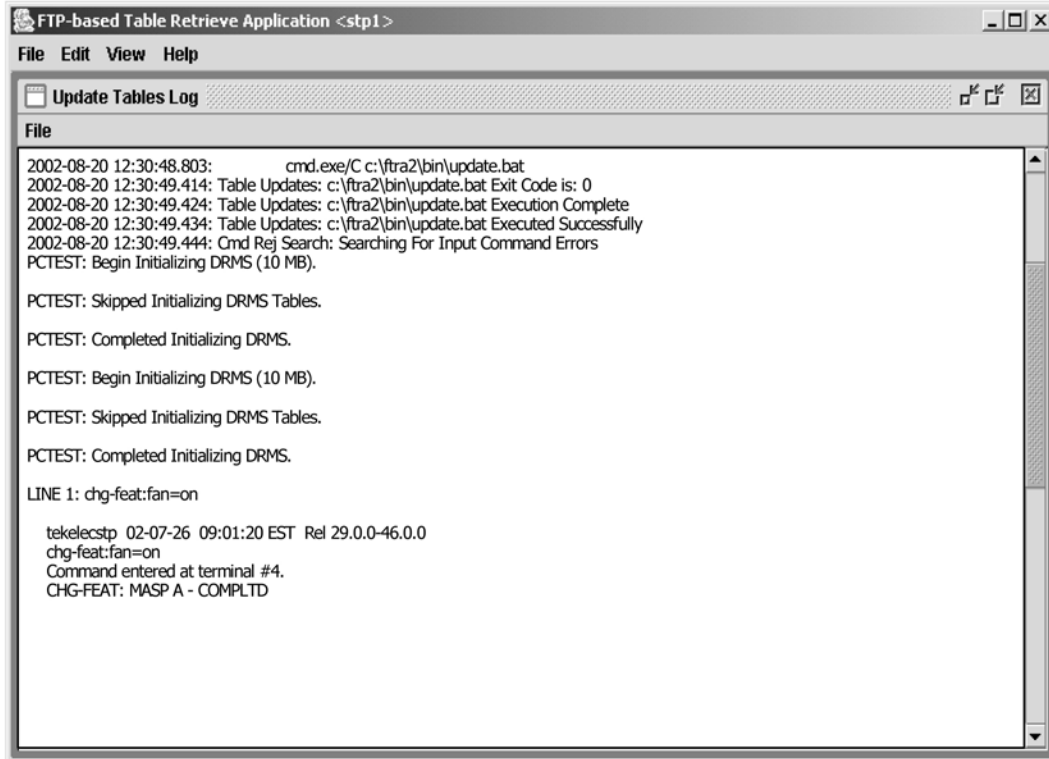 FTP-based Table Retrieve Application <stp1>
File Edit View Help
Update Tables Log
File
2002-08-20 12:30:48.803: cmd.exe/C c:\ftra2\bin\update.bat
2002-08-20 12:30:49.414: Table Updates: c:\ftra2\bin\update.bat Exit Code is: 0
2002-08-20 12:30:49.424: Table Updates: c:\ftra2\bin\update.bat Execution Complete
2002-08-20 12:30:49.434: Table Updates: c:\ftra2\bin\update.bat Executed Successfully
2002-08-20 12:30:49.444: Cmd Rej Search: Searching For Input Command Errors
PCTEST: Begin Initializing DRMS (10 MB).
PCTEST: Skipped Initializing DRMS Tables.
PCTEST: Completed Initializing DRMS.
PCTEST: Begin Initializing DRMS (10 MB).
PCTEST: Skipped Initializing DRMS Tables.
PCTEST: Completed Initializing DRMS.
LINE 1: chg-feat:fan=on
tekelecstp 02-07-26 09:01:20 EST Rel 29.0.0-46.0.0
chg-feat:fan=on
Command entered at terminal #4.
CHG-FEAT: MASP A - COMPLTD